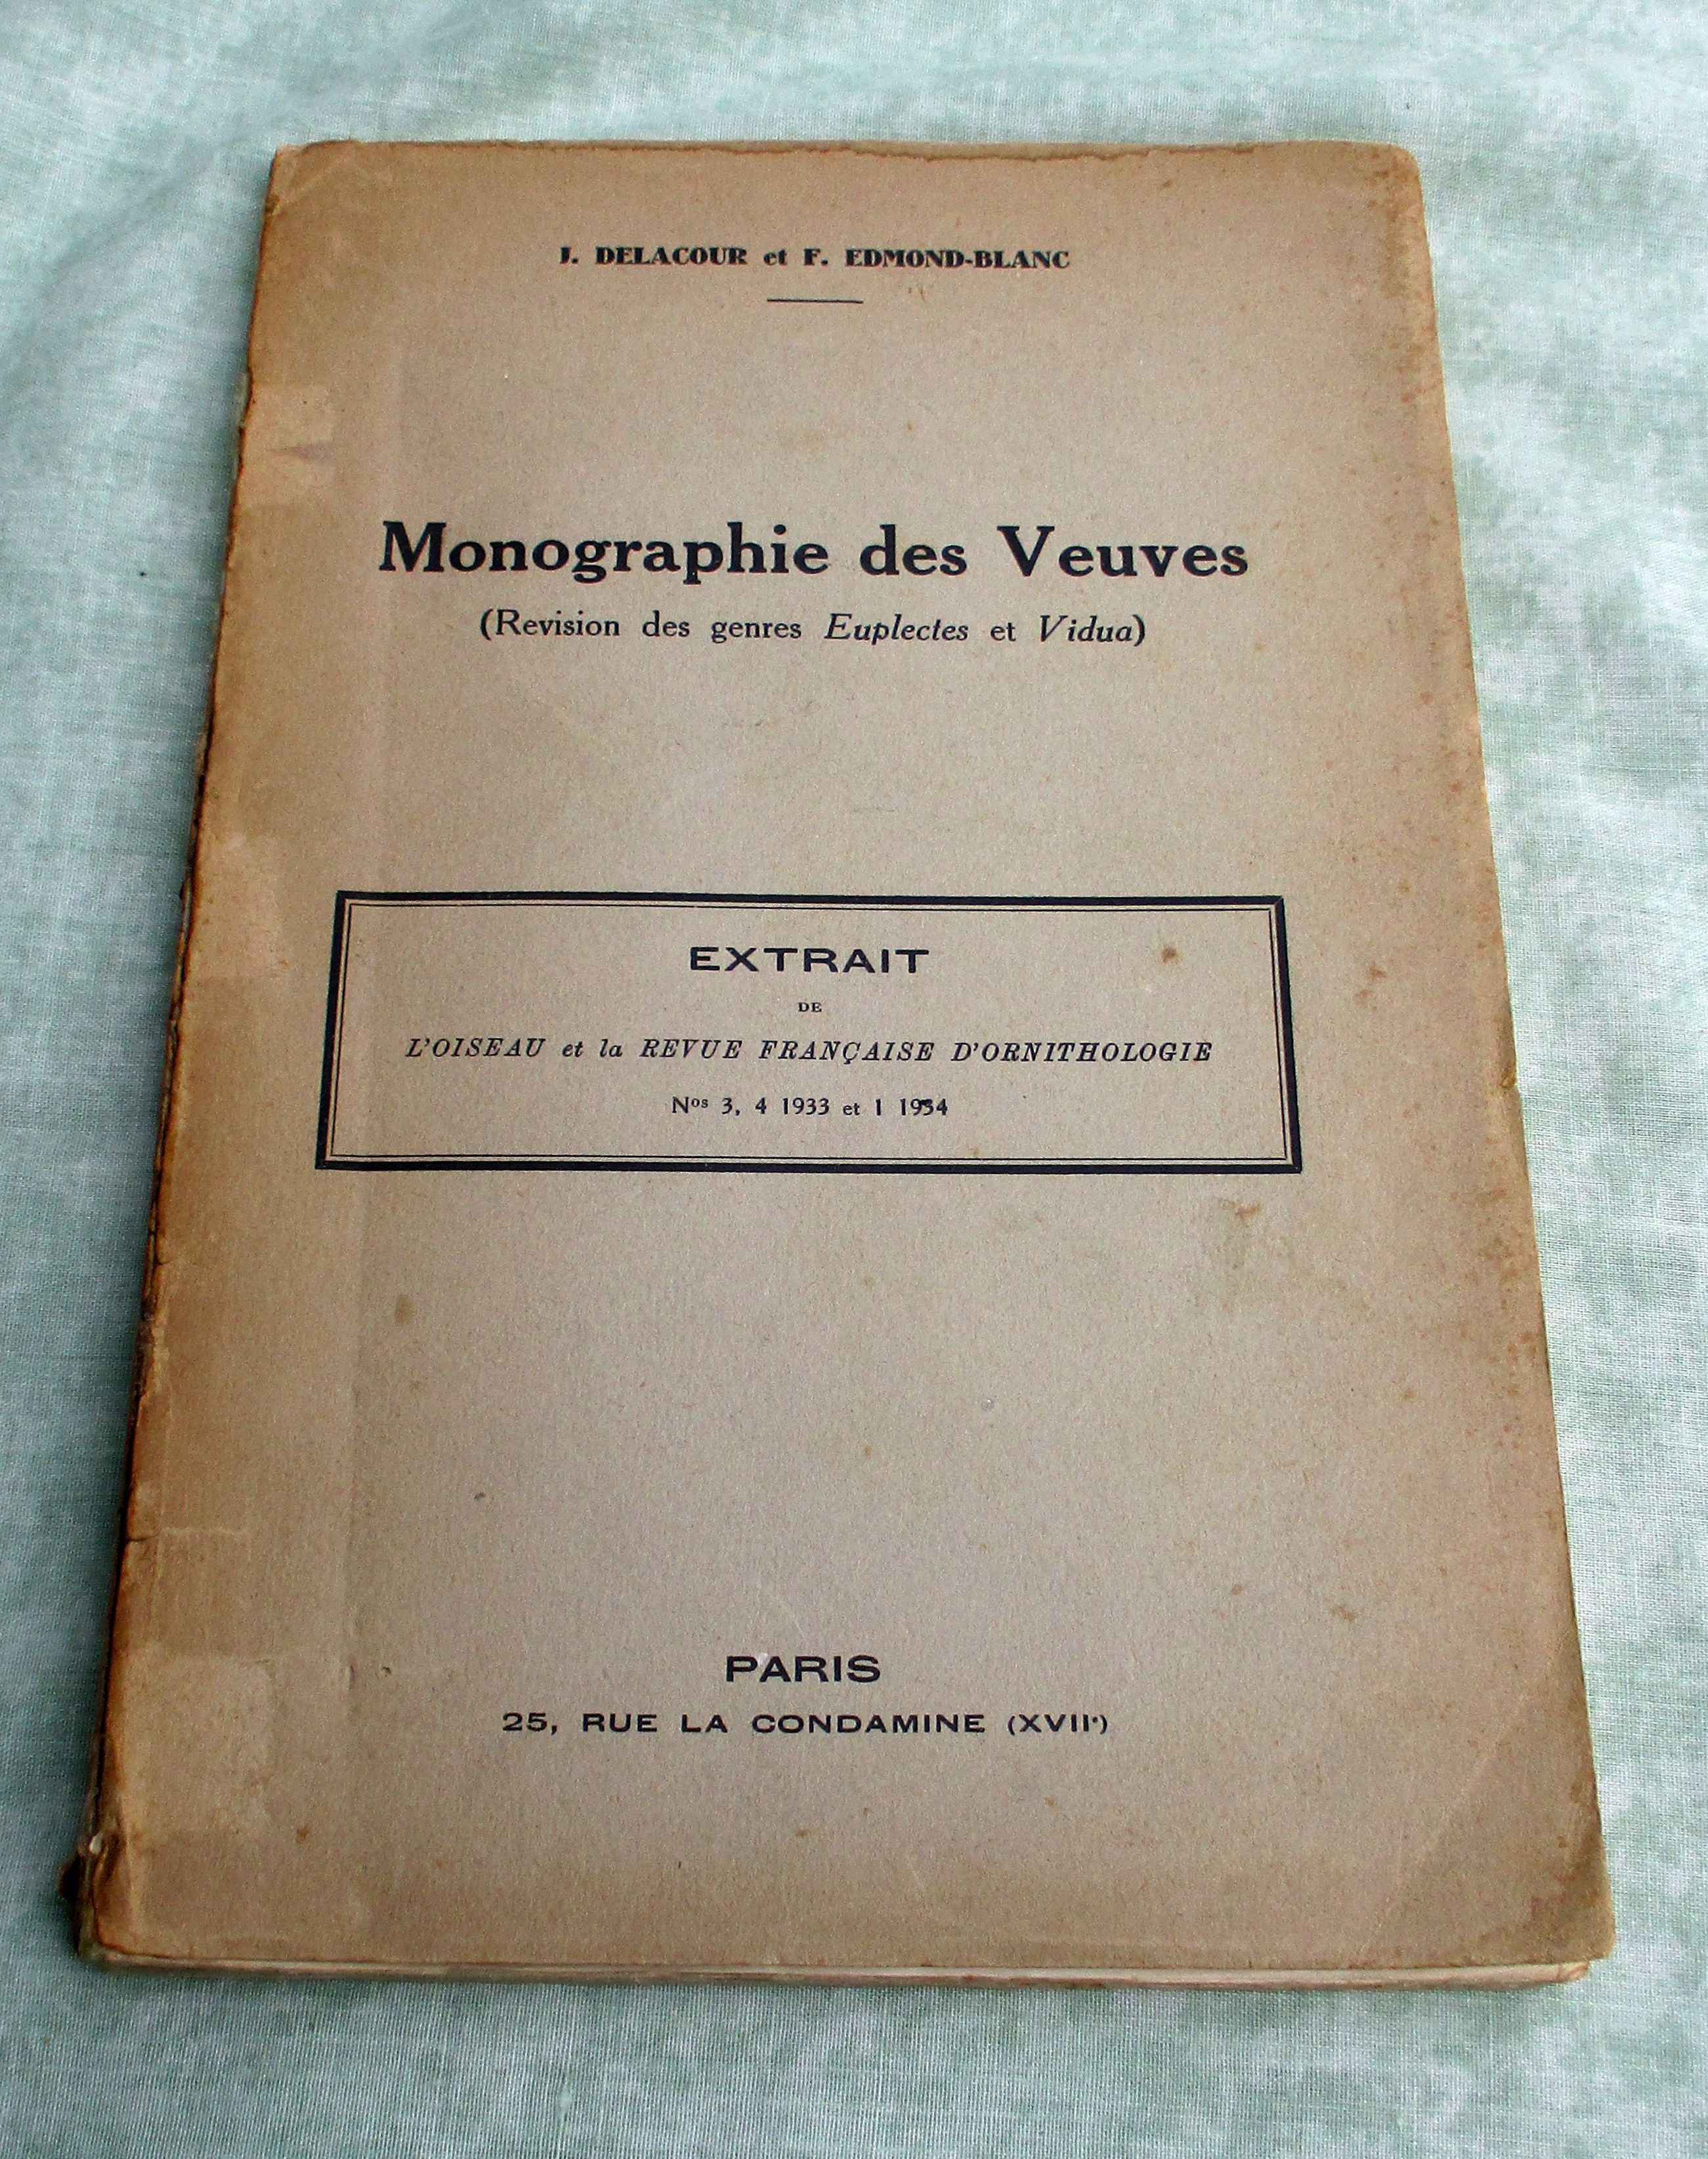 J. DELACOUR et F. EDMOND-BLANC
Monographie des Veuves
(Revision des genres Euplectes et Vidua)
EXTRAIT
DE
L'OISEAU et la REVUE FRANÇAISE D'ORNITHOLOGIE
Nos 3, 4 1933 et 1 1934
PARIS
25, RUE LA CONDAMINE (XVIIe)